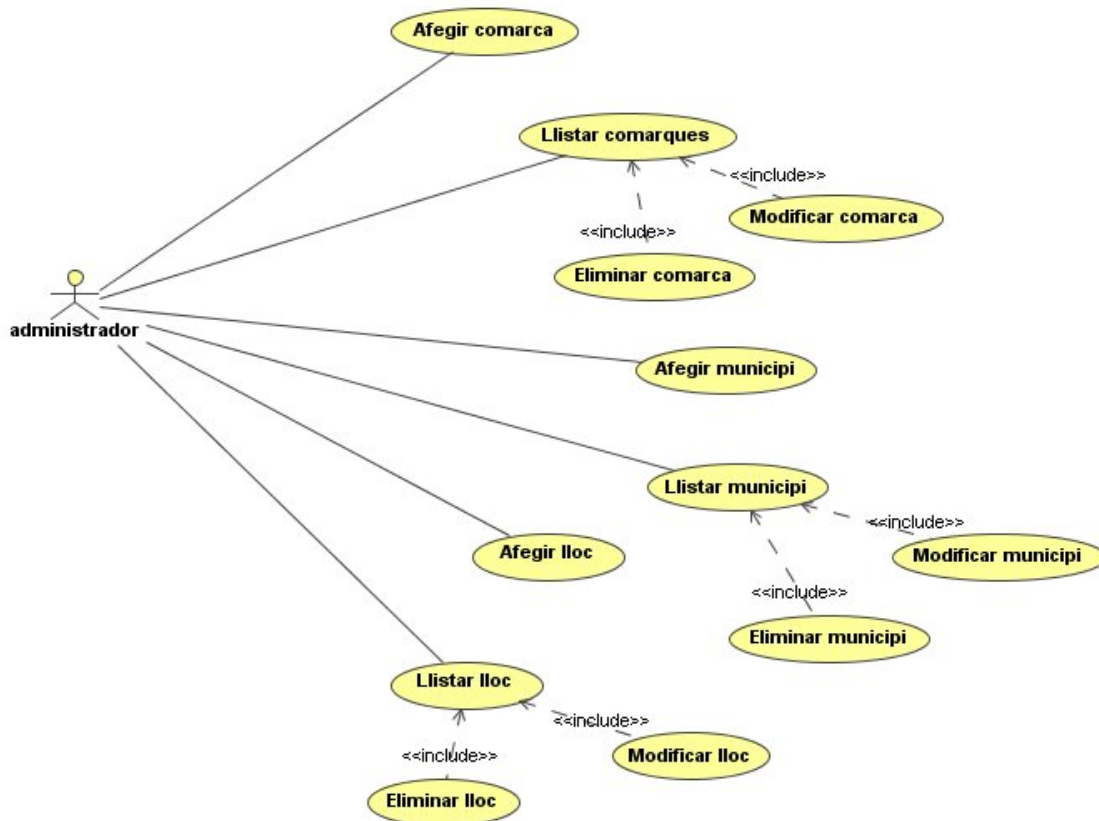 Afegir comarca
Llistar comarques
<<include>>
Modificar comarca
<<include>>
Eliminar comarca
administrador
Afegir municipi
Llistar municipi
<<include>>
Afegir lloc
Modificar municipi
<<include>>
Eliminar municipi
Llistar lloc
<<include>>
<<include>>
Modificar lloc
Eliminar lloc